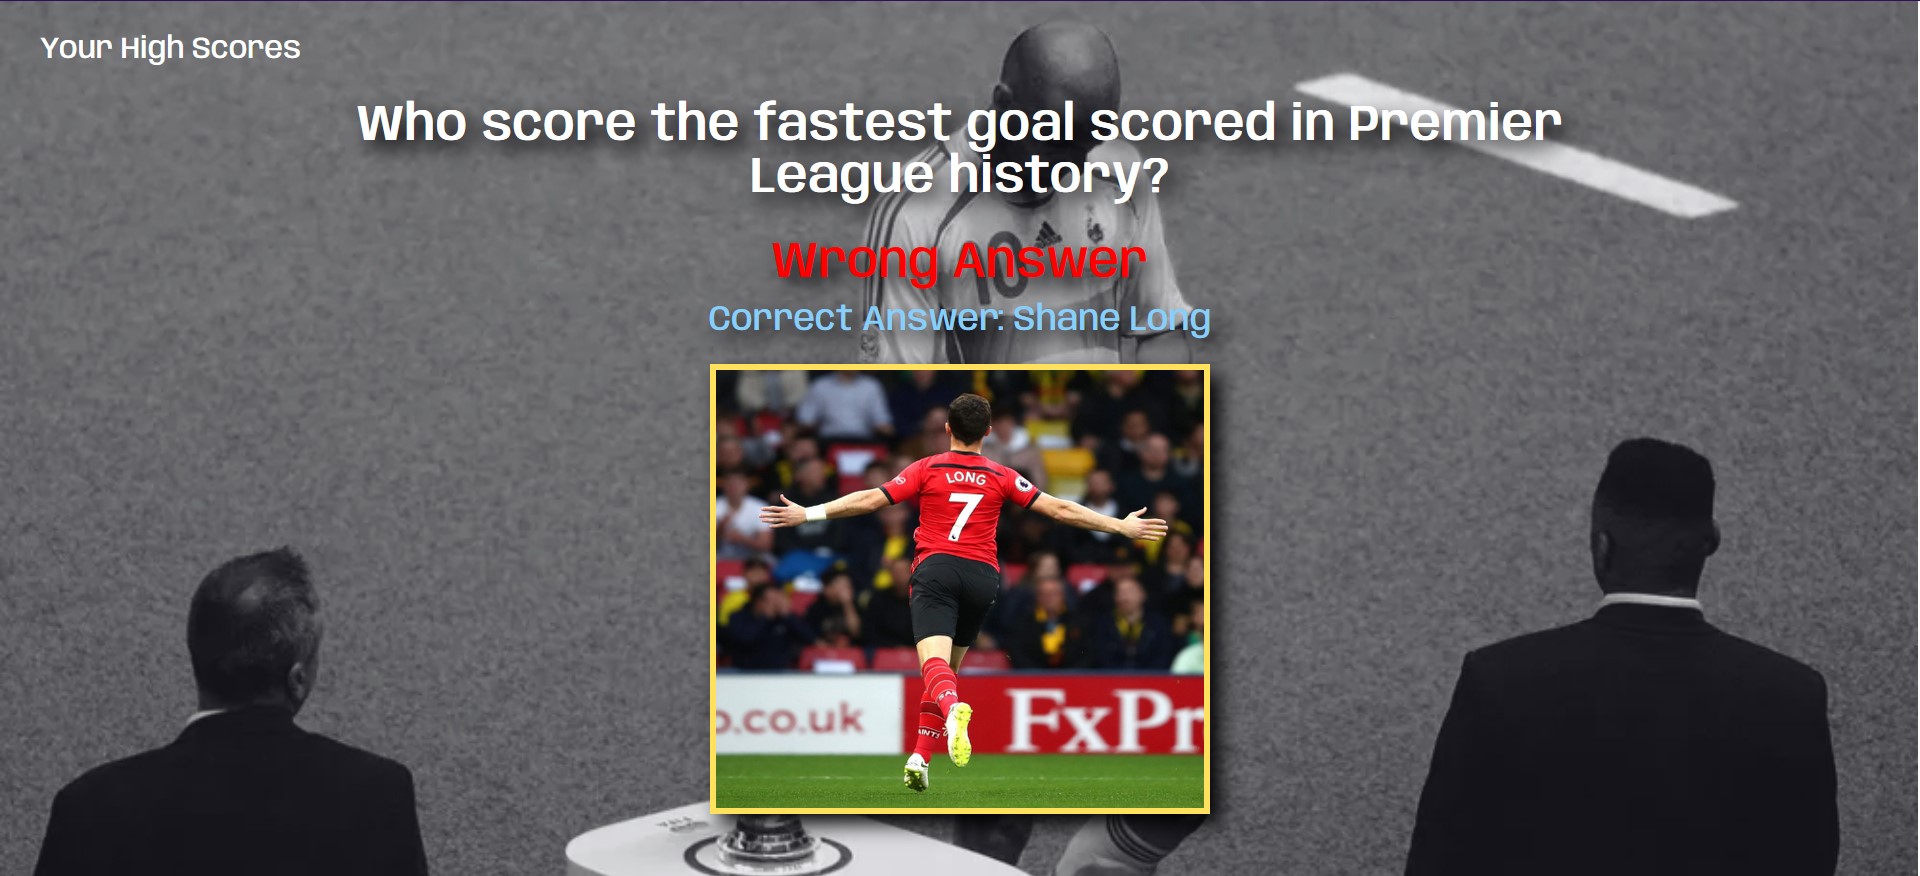 Your High Scores
Who score the fastest goal scored in Premier
League history?
Wrong Answer
Correct Answer: Shane Long
10
LONG
7
o.co.uk
FxPr